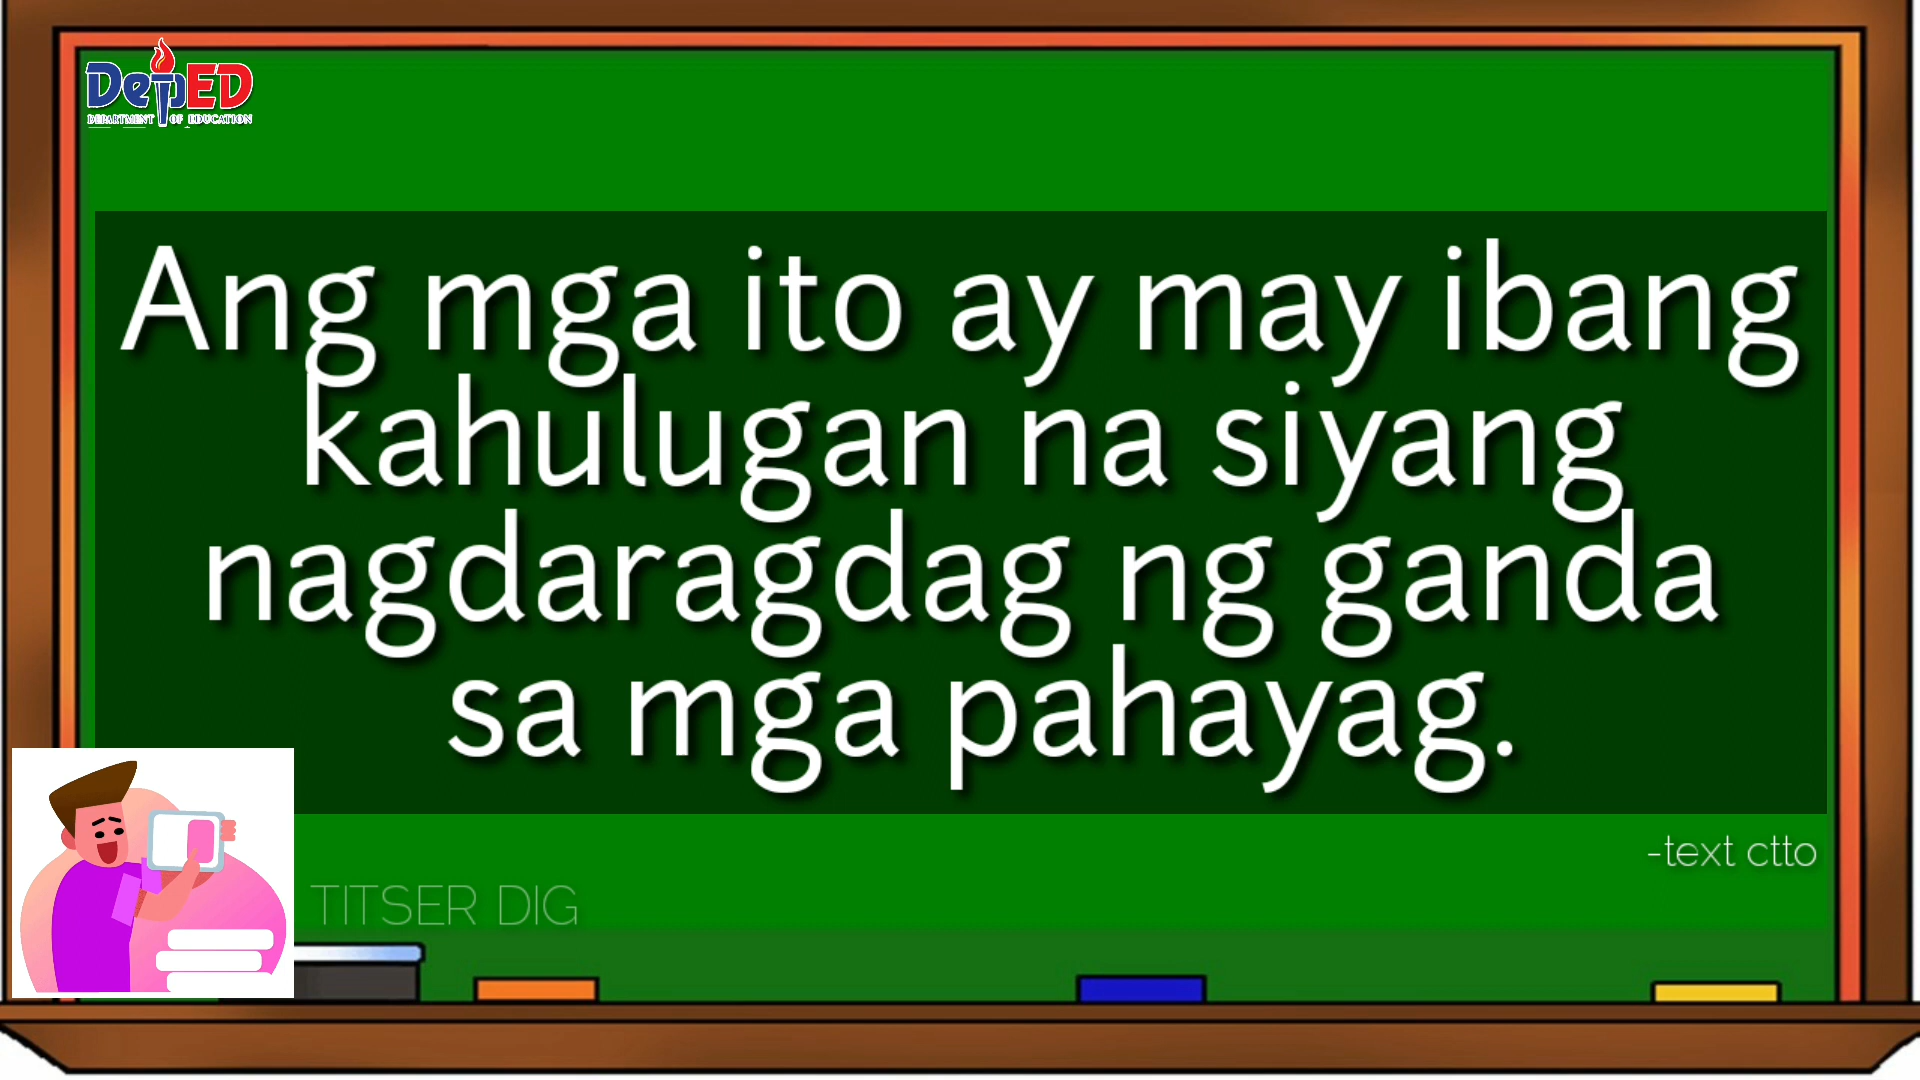 DepED
DEPARTMENT OF EDUCATION
Ang mga ito ay may ibang
kahulugan na siyang
nagdaragdag ng ganda
sa mga pahayag.
-text ctto
TITSER DIG